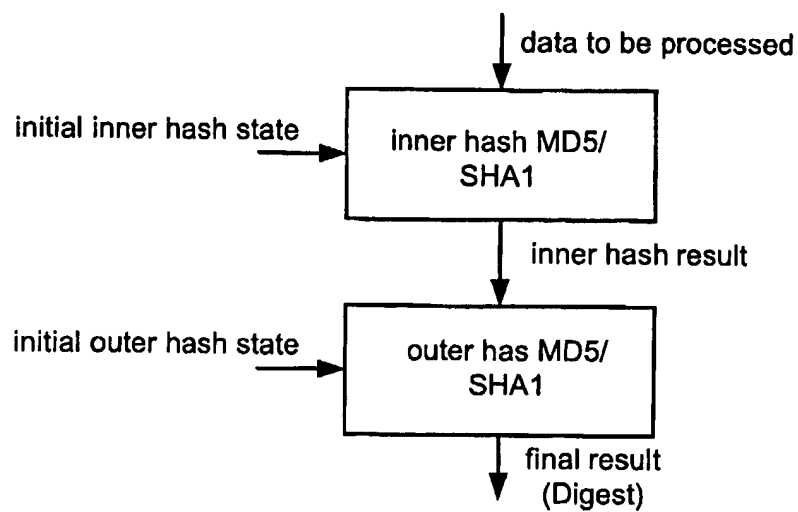 data to be processed
initial inner hash state
inner hash MD5/
SHA1
inner hash result
initial outer hash state
outer has MD5/
SHA1
final result
(Digest)